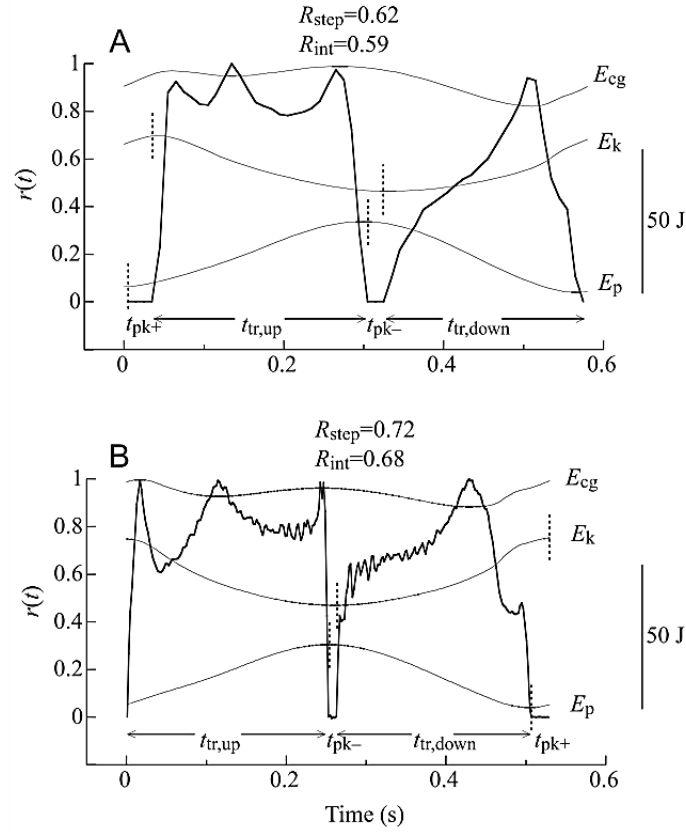 A
R_step=0.62
R_int=0.59
1
0.8
0.6
0.4
0.2
0
r(t)
E_cg
E_k
50 J
E_p
t_pk+ t_tr,up t_pk– t_tr,down
0 0.2 0.4 0.6
B
R_step=0.72
R_int=0.68
1
0.8
0.6
0.4
0.2
0
r(t)
E_cg
E_k
50 J
E_p
t_tr,up t_pk– t_tr,down t_pk+
0 0.2 0.4 0.6
Time (s)